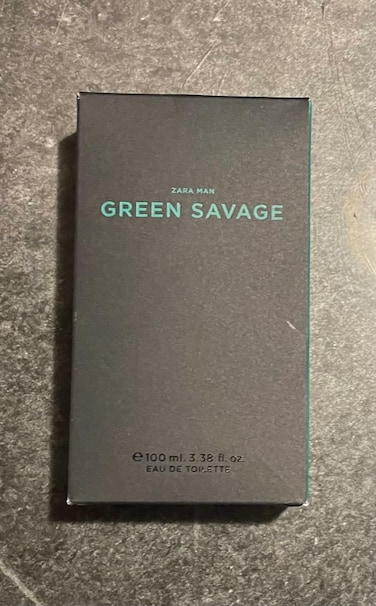 ZARA MAN
GREEN SAVAGE
℮100 ml. 3.38 fl. oz.
EAU DE TOILETTE